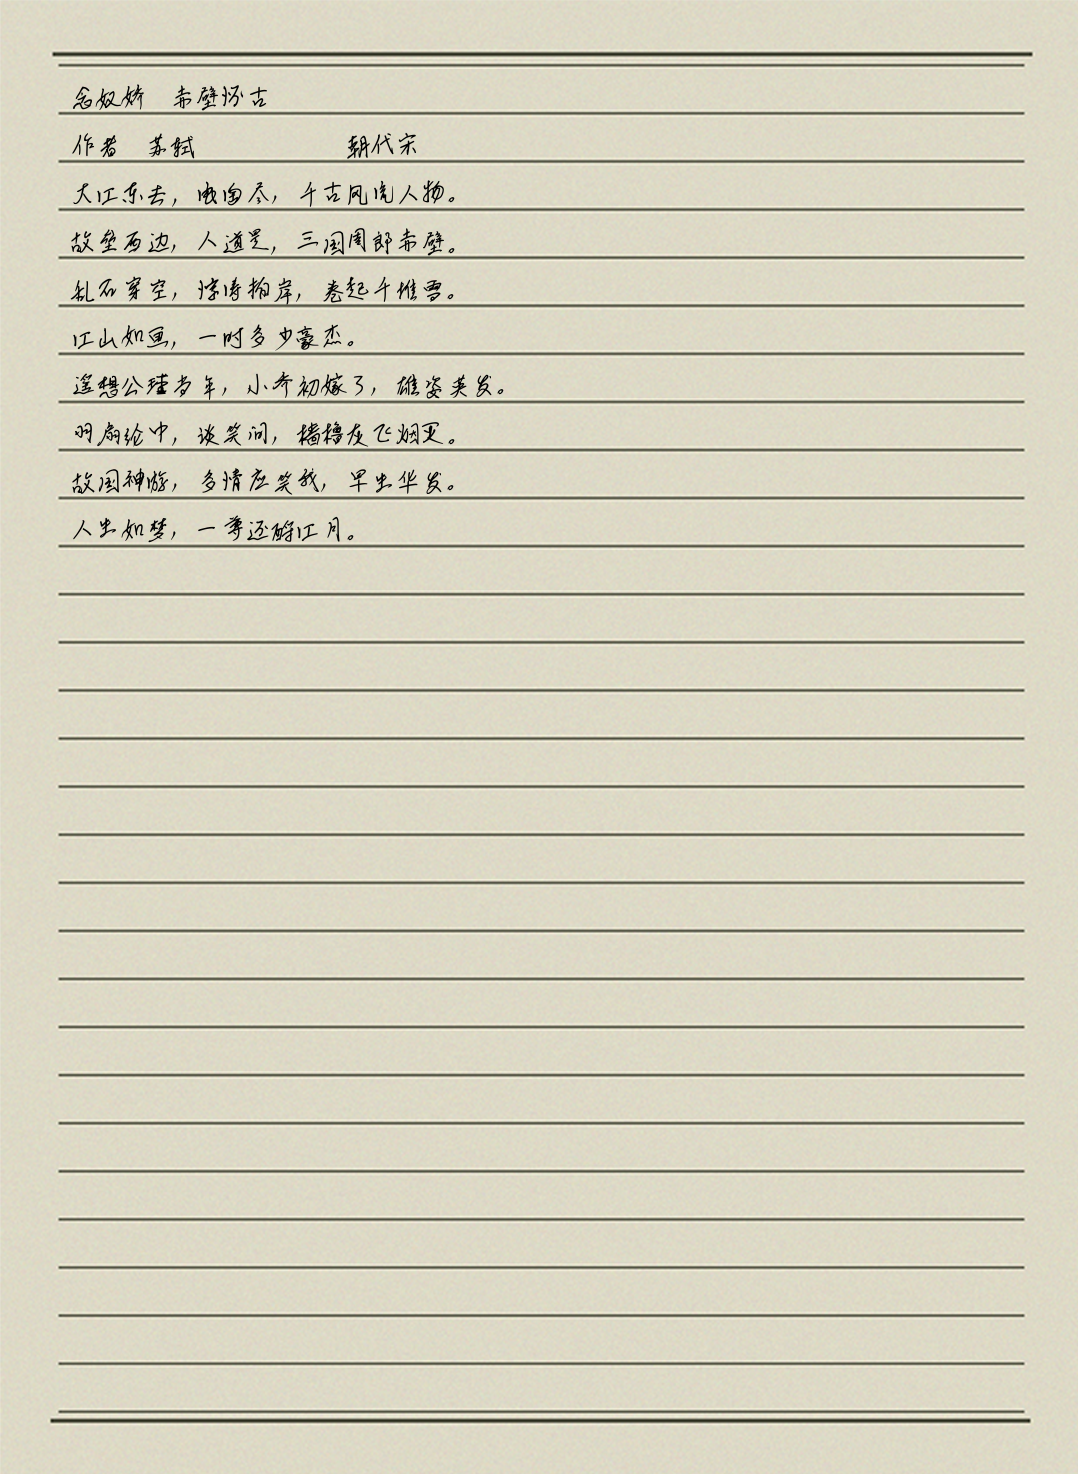 念奴娇　赤壁怀古
作者　苏轼　　　　　　朝代宋
大江东去，浪淘尽，千古风流人物。
故垒西边，人道是，三国周郎赤壁。
乱石穿空，惊涛拍岸，卷起千堆雪。
江山如画，一时多少豪杰。
遥想公瑾当年，小乔初嫁了，雄姿英发。
羽扇纶巾，谈笑间，樯橹灰飞烟灭。
故国神游，多情应笑我，早生华发。
人生如梦，一尊还酹江月。